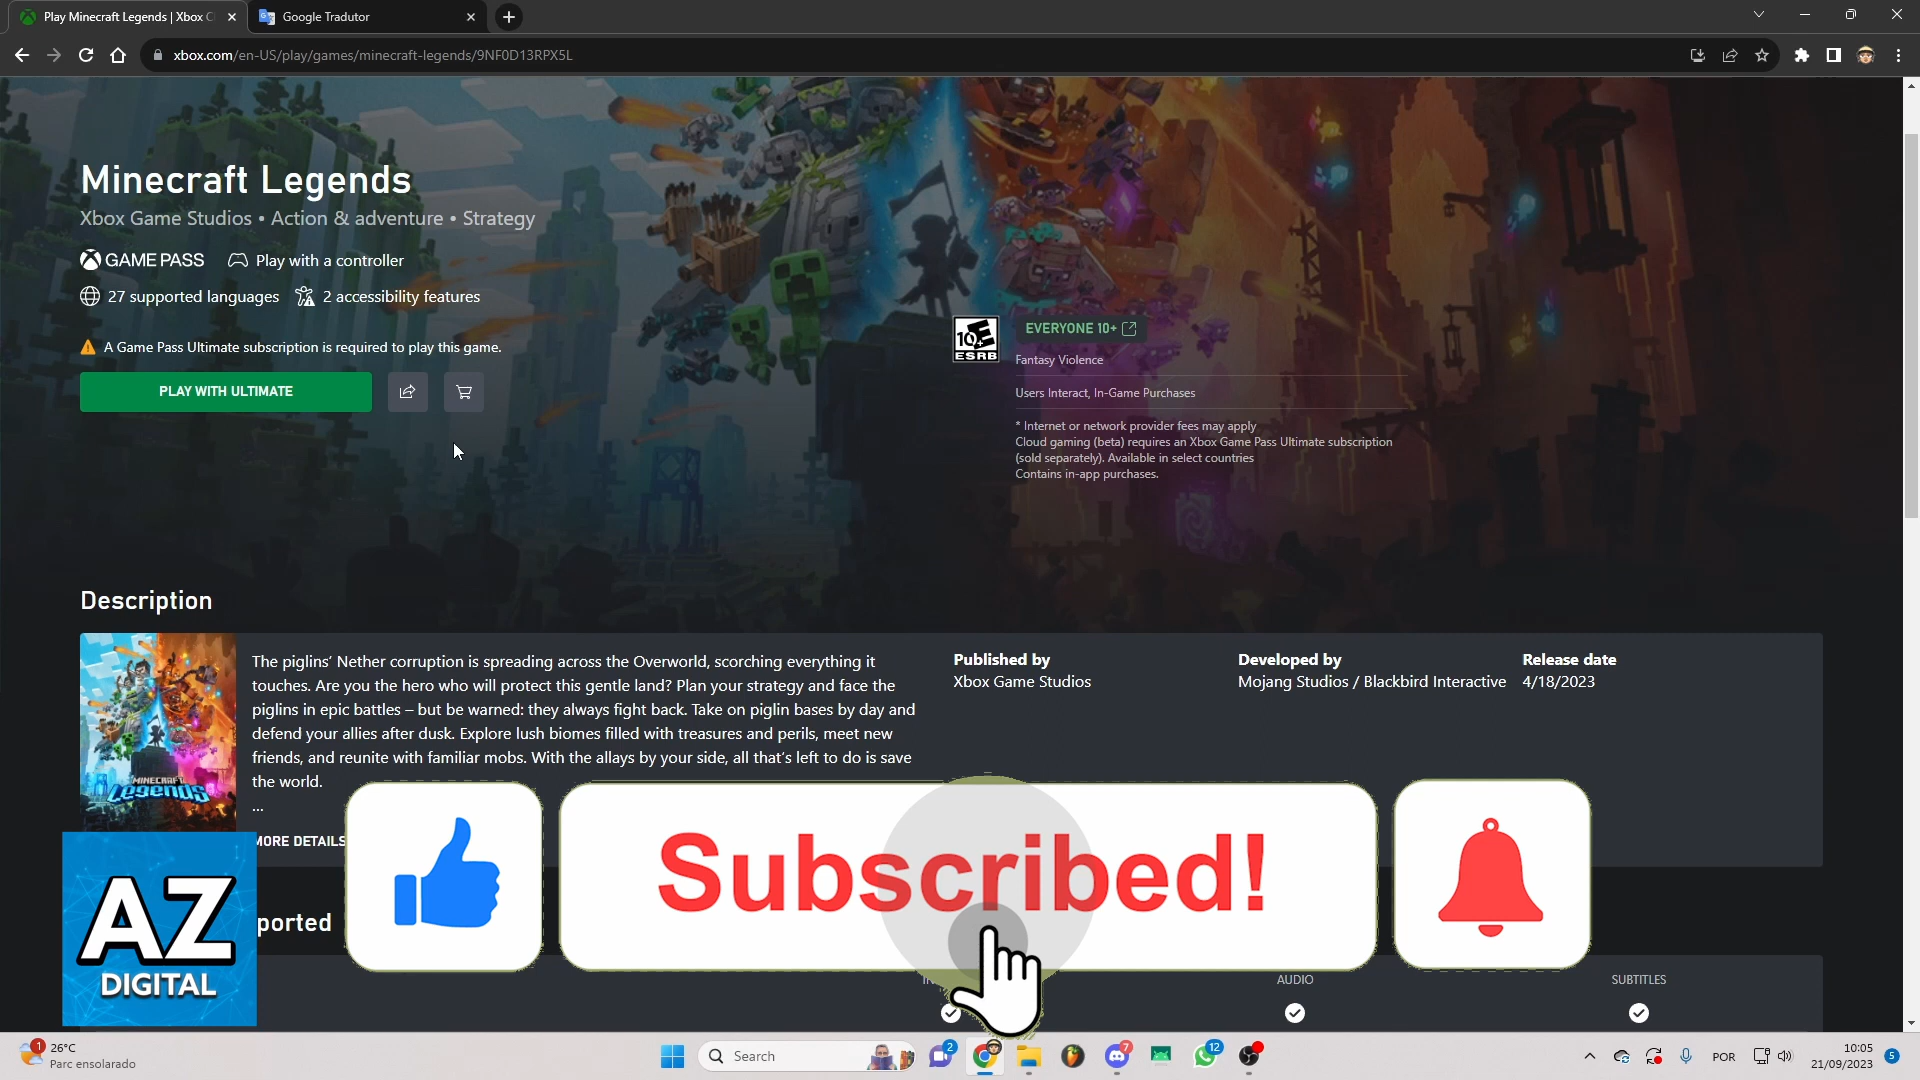 Play Minecraft Legends | Xbox C
Google Tradutor
xbox.com/en-US/play/games/minecraft-legends/9NF0D13RPX5L
Minecraft Legends
Xbox Game Studios • Action & adventure • Strategy
GAME PASS
Play with a controller
27 supported languages
2 accessibility features
A Game Pass Ultimate subscription is required to play this game.
PLAY WITH ULTIMATE
10+
ESRB
EVERYONE 10+
Fantasy Violence
Users Interact, In-Game Purchases
* Internet or network provider fees may apply
Cloud gaming (beta) requires an Xbox Game Pass Ultimate subscription
(sold separately). Available in select countries
Contains in-app purchases.
Description
The piglins' Nether corruption is spreading across the Overworld, scorching everything it
touches. Are you the hero who will protect this gentle land? Plan your strategy and face the
piglins in epic battles – but be warned: they always fight back. Take on piglin bases by day and
defend your allies after dusk. Explore lush biomes filled with treasures and perils, meet new
friends, and reunite with familiar mobs. With the allays by your side, all that's left to do is save
the world.
...
MORE DETAILS
Published by
Xbox Game Studios
Developed by
Mojang Studios / Blackbird Interactive
Release date
4/18/2023
MINECRAFT
Legends
Subscribed!
AZ
DIGITAL
ported
AUDIO
SUBTITLES
1
26°C
Parc ensolarado
Search
2
7
12
POR
10:05
21/09/2023
5